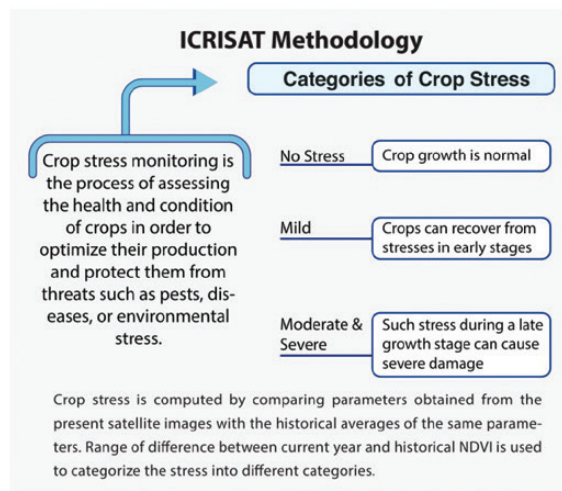 ICRISAT Methodology
Categories of Crop Stress
Crop stress monitoring is
the process of assessing
the health and condition
of crops in order to
optimize their production
and protect them from
threats such as pests, dis-
eases, or environmental
stress.
No Stress
Crop growth is normal
Mild
Crops can recover from
stresses in early stages
Moderate &
Severe
Such stress during a late
growth stage can cause
severe damage
Crop stress is computed by comparing parameters obtained from the
present satellite images with the historical averages of the same parame-
ters. Range of difference between current year and historical NDVI is used
to categorize the stress into different categories.